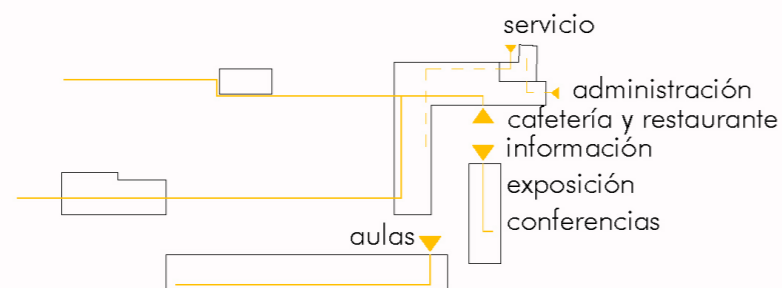 servicio
administración
cafetería y restaurante
información
exposición
conferencias
aulas